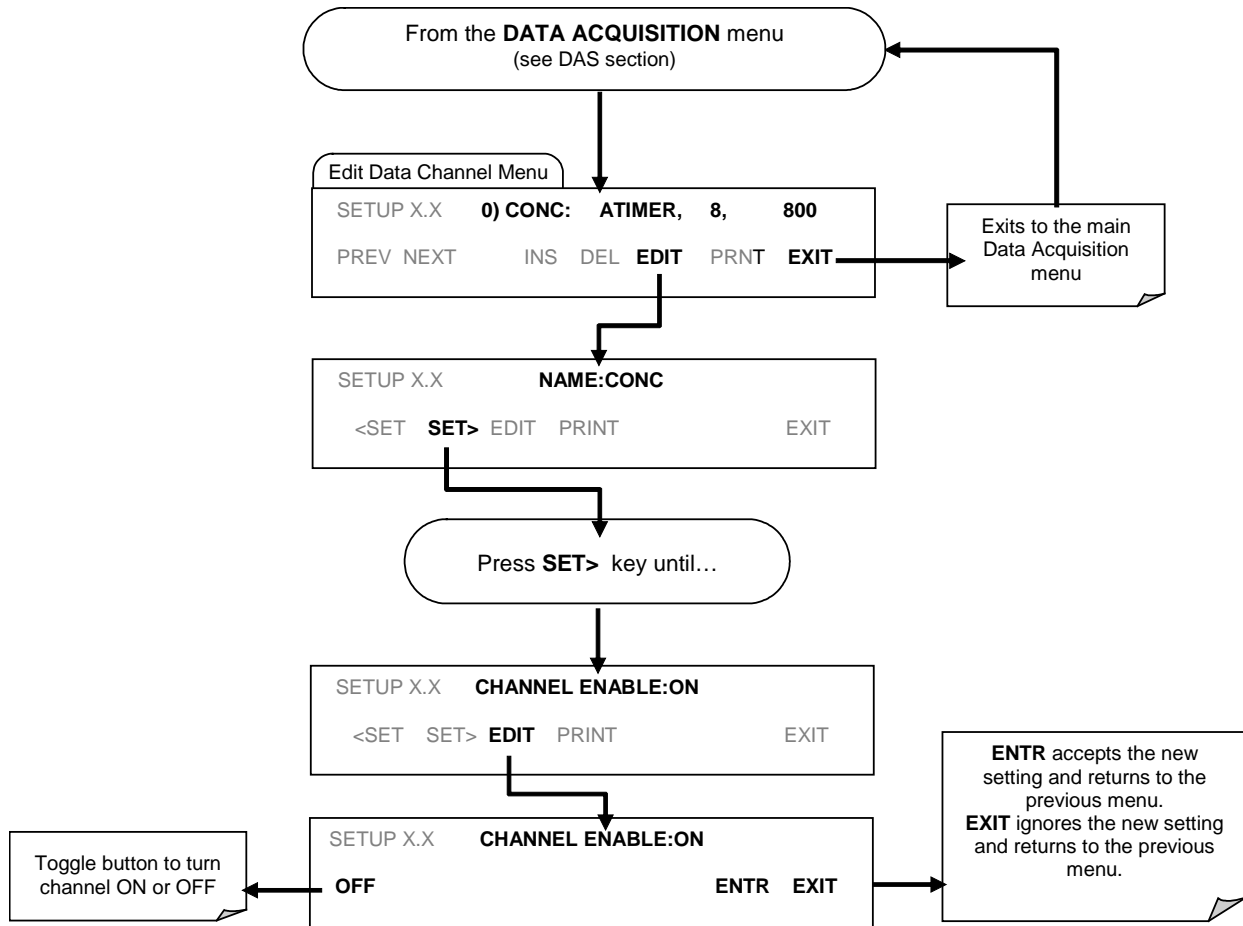 From the DATA ACQUISITION menu
(see DAS section)
Edit Data Channel Menu
SETUP X.X 0) CONC: ATIMER, 8, 800
PREV NEXT INS DEL EDIT PRNT EXIT
Exits to the main
Data Acquisition
menu
SETUP X.X NAME:CONC
<SET SET> EDIT PRINT EXIT
Press SET> key until…
SETUP X.X CHANNEL ENABLE:ON
<SET SET> EDIT PRINT EXIT
SETUP X.X CHANNEL ENABLE:ON
OFF ENTR EXIT
Toggle button to turn
channel ON or OFF
ENTR accepts the new
setting and returns to the
previous menu.
EXIT ignores the new setting
and returns to the previous
menu.